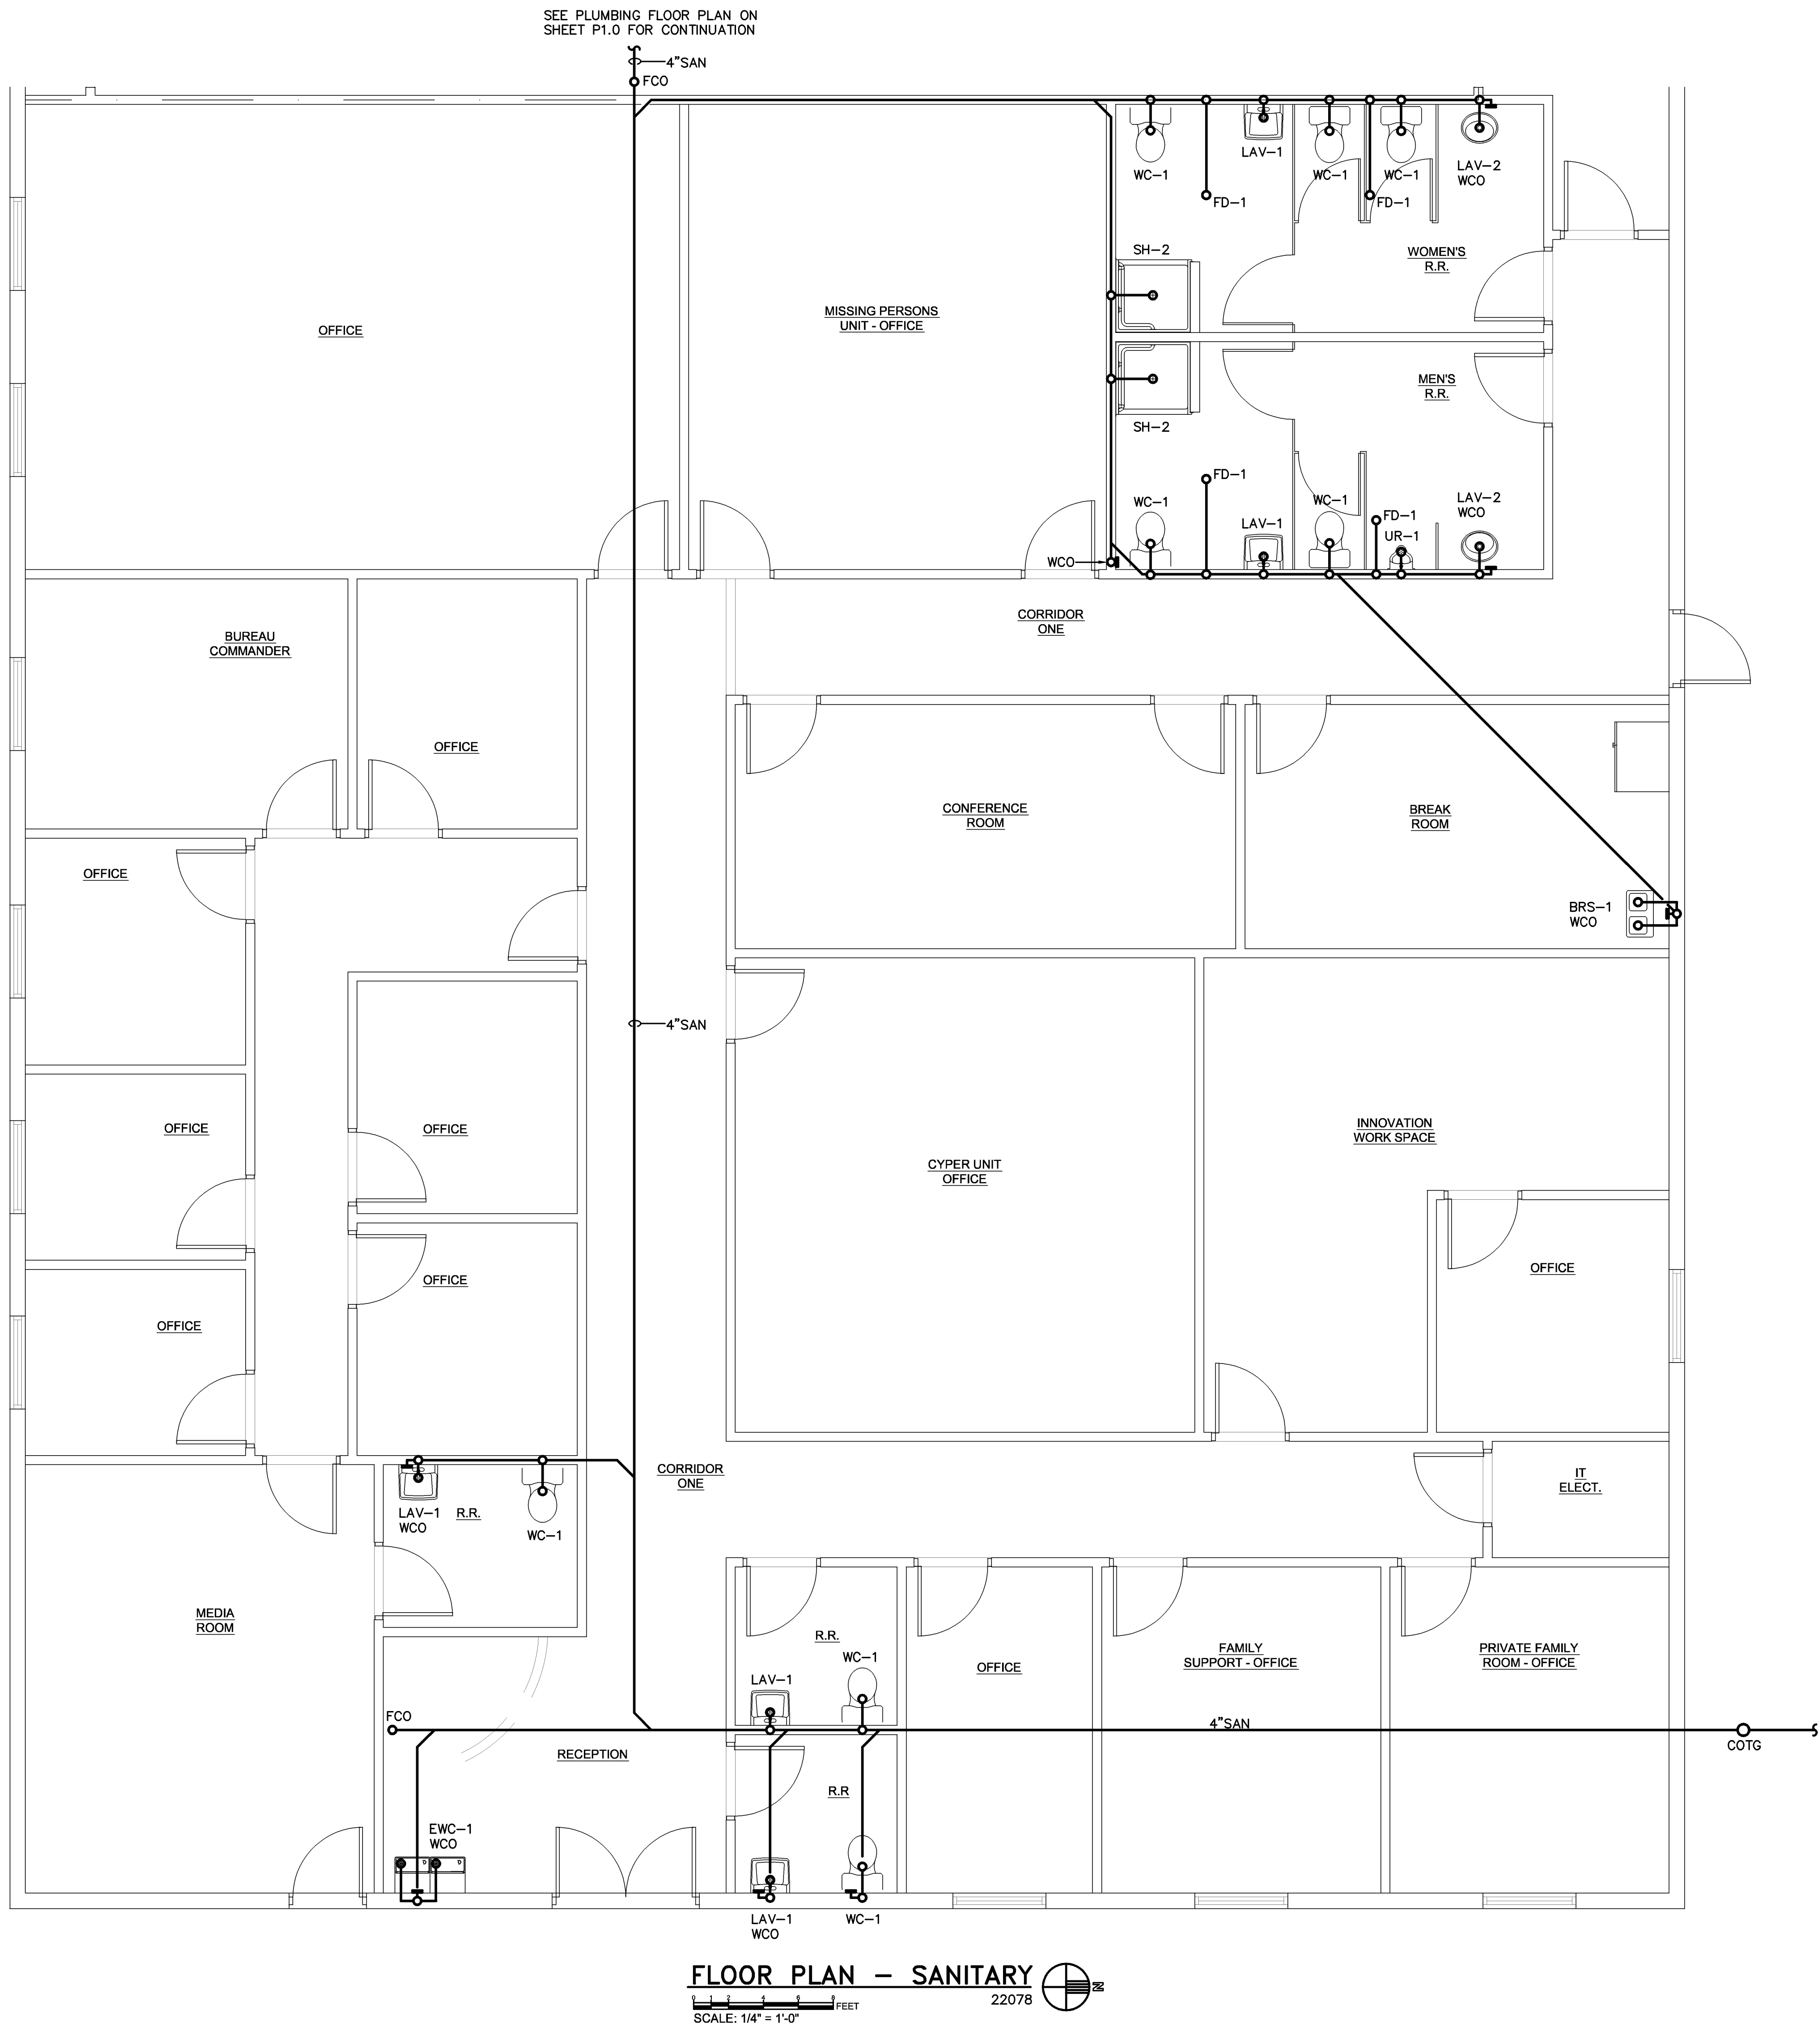 SEE PLUMBING FLOOR PLAN ON
SHEET P1.0 FOR CONTINUATION
4"SAN
FCO
WC-1
LAV-1
WC-1
WC-1
LAV-2
WCO
FD-1
FD-1
SH-2
WOMEN'S
R.R.
OFFICE
MISSING PERSONS
UNIT - OFFICE
MEN'S
R.R.
SH-2
FD-1
WC-1
LAV-1
WC-1
FD-1
UR-1
LAV-2
WCO
WCO
BUREAU
COMMANDER
CORRIDOR
ONE
OFFICE
CONFERENCE
ROOM
BREAK
ROOM
OFFICE
BRS-1
WCO
4"SAN
OFFICE
OFFICE
INNOVATION
WORK SPACE
CYPER UNIT
OFFICE
OFFICE
OFFICE
OFFICE
CORRIDOR
ONE
IT
ELECT.
LAV-1
WCO
R.R.
WC-1
MEDIA
ROOM
R.R.
WC-1
LAV-1
OFFICE
FAMILY
SUPPORT - OFFICE
PRIVATE FAMILY
ROOM - OFFICE
FCO
4"SAN
COTG
RECEPTION
R.R
EWC-1
WCO
LAV-1
WCO
WC-1
FLOOR PLAN - SANITARY
22078
N
0 1 2 4 6 8
FEET
SCALE: 1/4" = 1'-0"